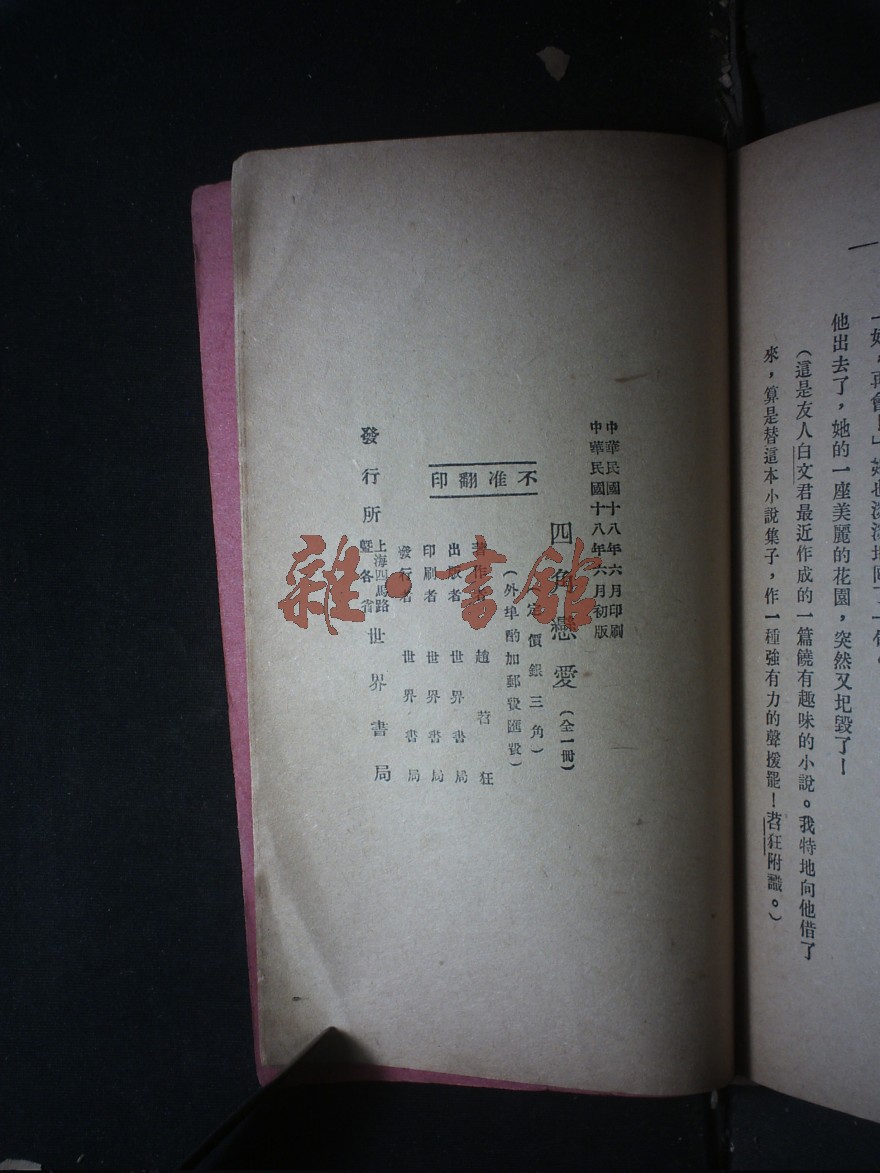 他出去了，她的一座美麗的花園，突然又圮毀了！
（這是友人白文君最近作成的一篇饒有趣味的小說。我特地向他借了
來，算是替這本小說集子，作一種強有力的聲援罷！苕狂附識。）
中華民國十八年六月印刷
中華民國十八年六月初版
四角戀愛（全一冊）
（定價銀三角）
（外埠酌加郵費匯費）
不准翻印
著作者 趙苕狂
出版者 世界書局
印刷者 世界書局
發行者 世界書局
發行所 上海四馬路暨各省 世界書局
雜·書館